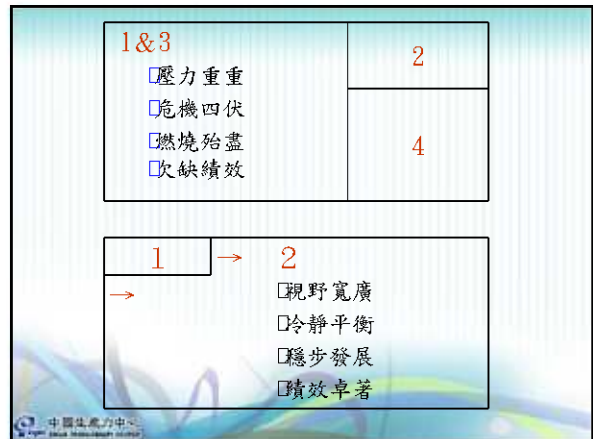 1&3
壓力重重
危機四伏
燃燒殆盡
欠缺績效
2
4
1 → 2
→
視野寬廣
冷靜平衡
穩步發展
績效卓著
中國生產力中心